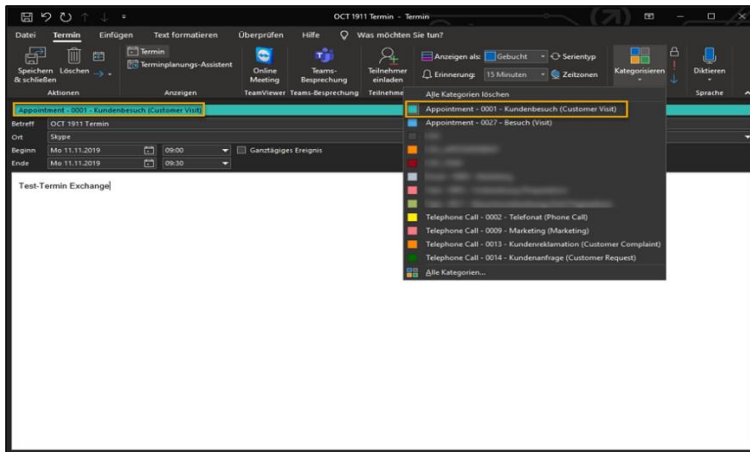 OCT 1911 Termin - Termin
Datei Termin Einfügen Text formatieren Überprüfen Hilfe Was möchten Sie tun?
Speichern & schließen
Löschen
Aktionen
Termin
Terminplanungs-Assistent
Anzeigen
Online Meeting
TeamViewer
Teams-Besprechung
Teams-Besprechung
Teilnehmer einladen
Teilnehme
Anzeigen als: Gebucht
Serientyp
Erinnerung: 15 Minuten
Zeitzonen
Kategorisieren
Diktieren
Sprache
Alle Kategorien löschen
Appointment - 0001 - Kundenbesuch (Customer Visit)
Appointment - 0027 - Besuch (Visit)
Telephone Call - 0002 - Telefonat (Phone Call)
Telephone Call - 0009 - Marketing (Marketing)
Telephone Call - 0013 - Kundenreklamation (Customer Complaint)
Telephone Call - 0014 - Kundenanfrage (Customer Request)
Alle Kategorien...
Appointment - 0001 - Kundenbesuch (Customer Visit)
Betreff OCT 1911 Termin
Ort Skype
Beginn Mo 11.11.2019 09:00 Ganztägiges Ereignis
Ende Mo 11.11.2019 09:30
Test-Termin Exchange